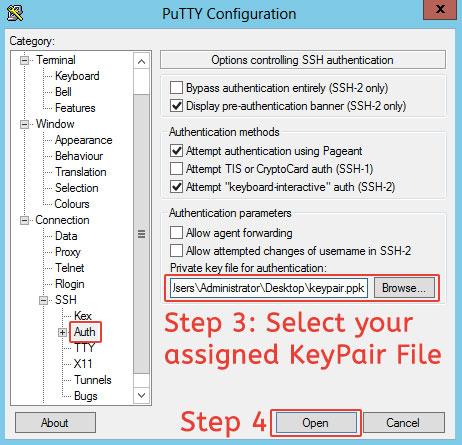 PuTTY Configuration
x
Category:
Terminal
Keyboard
Bell
Features
Window
Appearance
Behaviour
Translation
Selection
Colours
Connection
Data
Proxy
Telnet
Rlogin
SSH
Kex
Auth
TTY
X11
Tunnels
Bugs
Options controlling SSH authentication
Bypass authentication entirely (SSH-2 only)
Display pre-authentication banner (SSH-2 only)
Authentication methods
Attempt authentication using Pageant
Attempt TIS or CryptoCard auth (SSH-1)
Attempt "keyboard-interactive" auth (SSH-2)
Authentication parameters
Allow agent forwarding
Allow attempted changes of username in SSH-2
Private key file for authentication:
Jsers\Administrator\Desktop\keypair.ppk
Browse...
Step 3: Select your
assigned KeyPair File
Step 4
About
Open
Cancel